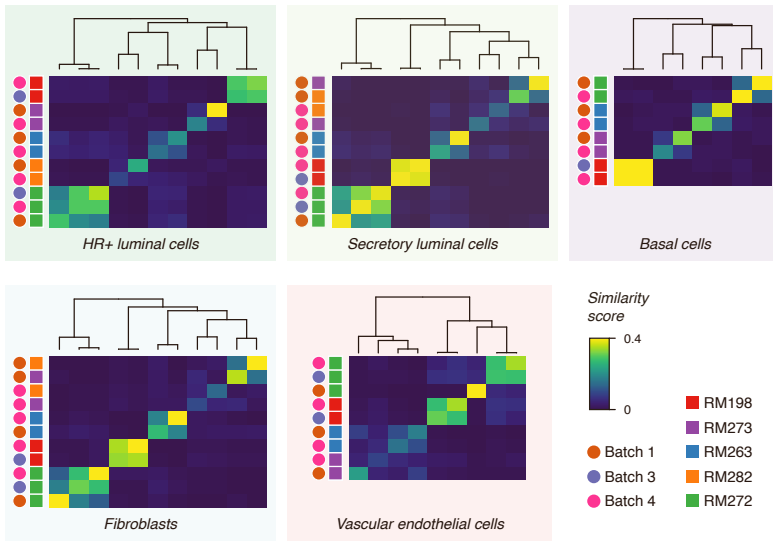 HR+ luminal cells
Secretory luminal cells
Basal cells
Similarity
score
0.4
0
RM198
RM273
RM263
RM282
RM272
Batch 1
Batch 3
Batch 4
Fibroblasts
Vascular endothelial cells